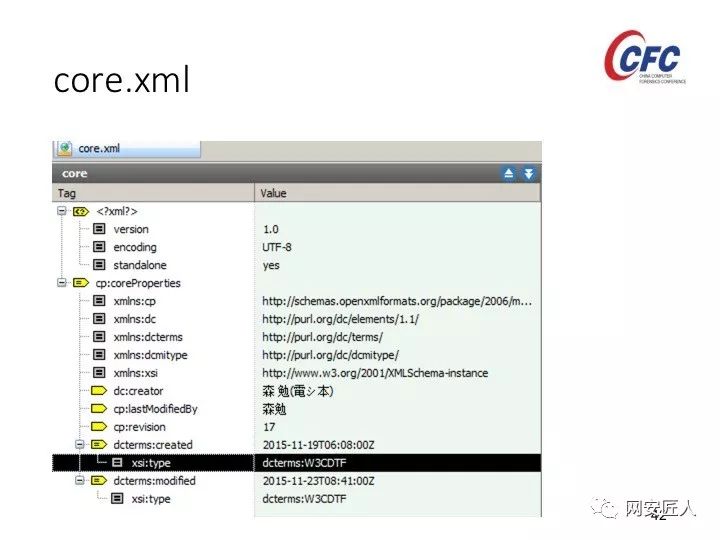 core.xml
CFC
CHINA COMPUTER
FORENSICS CONFERENCE
core.xml
core
Tag Value
<?xml?>
version 1.0
encoding UTF-8
standalone yes
cp:coreProperties
xmlns:cp http://schemas.openxmlformats.org/package/2006/m...
xmlns:dc http://purl.org/dc/elements/1.1/
xmlns:dcterms http://purl.org/dc/terms/
xmlns:dcmitype http://purl.org/dc/dcmitype/
xmlns:xsi http://www.w3.org/2001/XMLSchema-instance
dc:creator 森 勉(電シ本)
cp:lastModifiedBy 森勉
cp:revision 17
dcterms:created 2015-11-19T06:08:00Z
xsi:type dcterms:W3CDTF
dcterms:modified 2015-11-23T08:41:00Z
xsi:type dcterms:W3CDTF
网安匠人
42